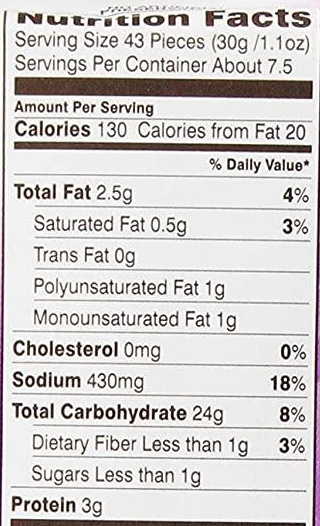 Nutrition Facts
Serving Size 43 Pieces (30g /1.1oz)
Servings Per Container About 7.5
Amount Per Serving
Calories 130 Calories from Fat 20
% Daily Value*
Total Fat 2.5g 4%
Saturated Fat 0.5g 3%
Trans Fat 0g
Polyunsaturated Fat 1g
Monounsaturated Fat 1g
Cholesterol 0mg 0%
Sodium 430mg 18%
Total Carbohydrate 24g 8%
Dietary Fiber Less than 1g 3%
Sugars Less than 1g
Protein 3g